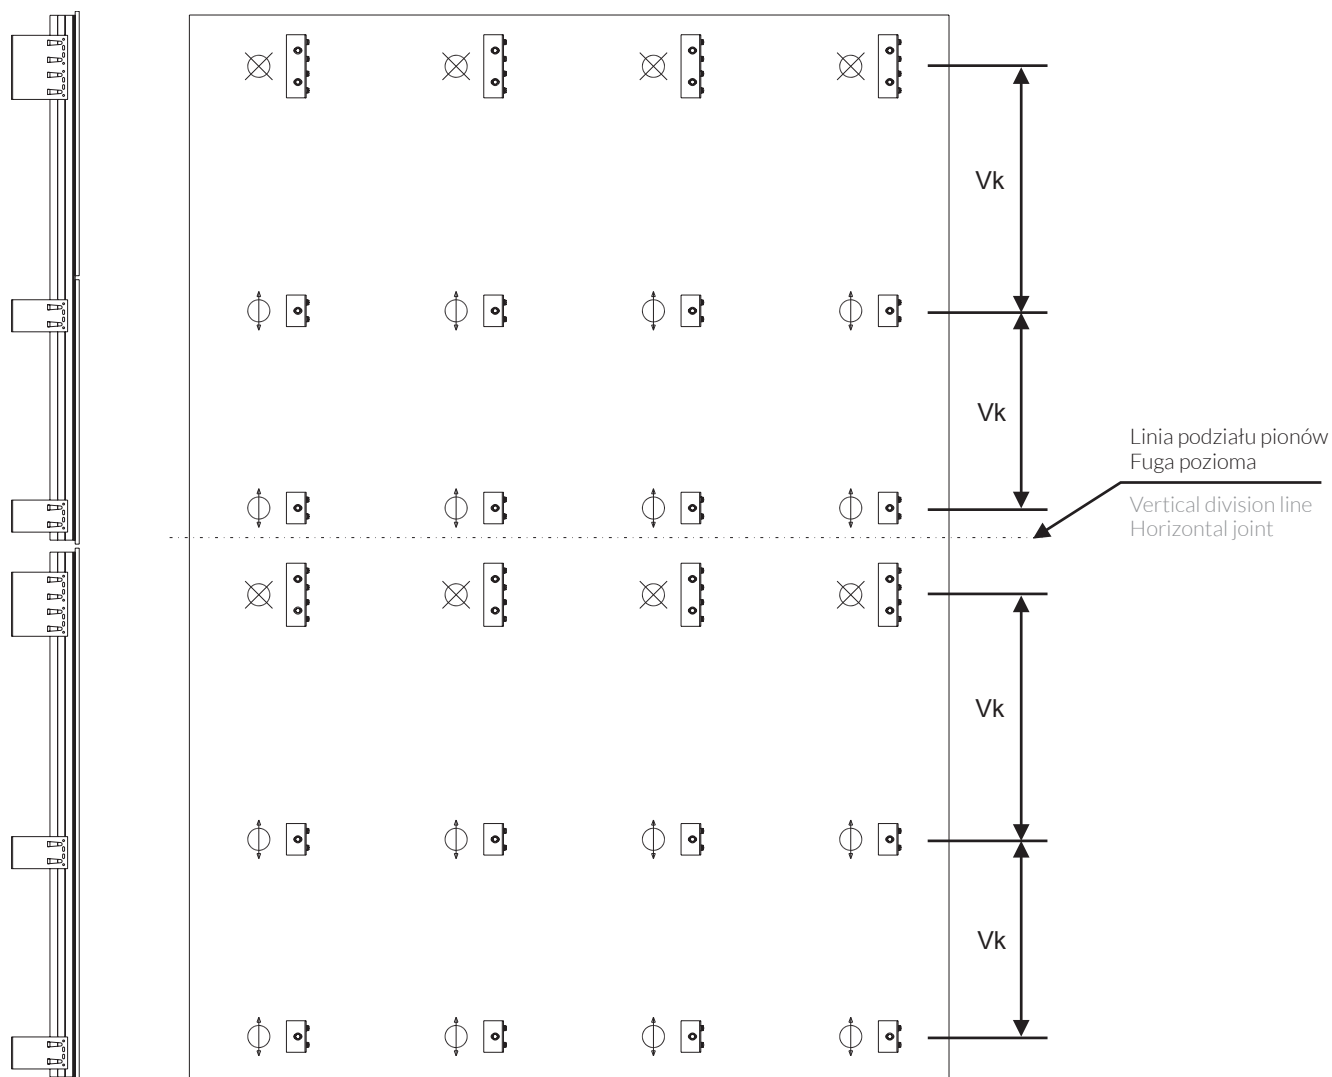 Vk
Vk
Linia podziału pionów
Fuga pozioma
Vertical division line
Horizontal joint
Vk
Vk